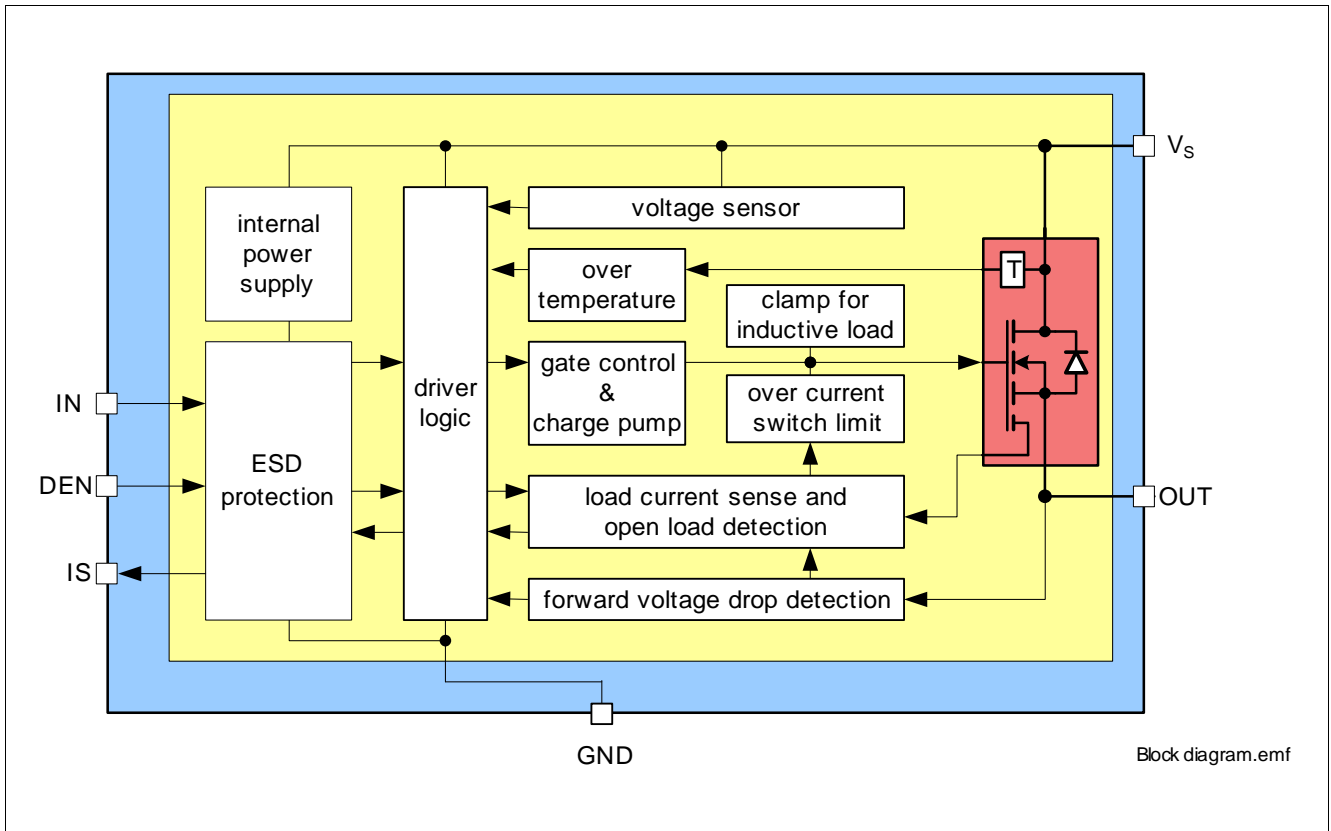 V_S
voltage sensor
internal
power
supply
over
temperature
T
clamp for
inductive load
gate control
&
charge pump
driver
logic
over current
switch limit
IN
ESD
protection
DEN
load current sense and
open load detection
OUT
IS
forward voltage drop detection
GND
Block diagram.emf